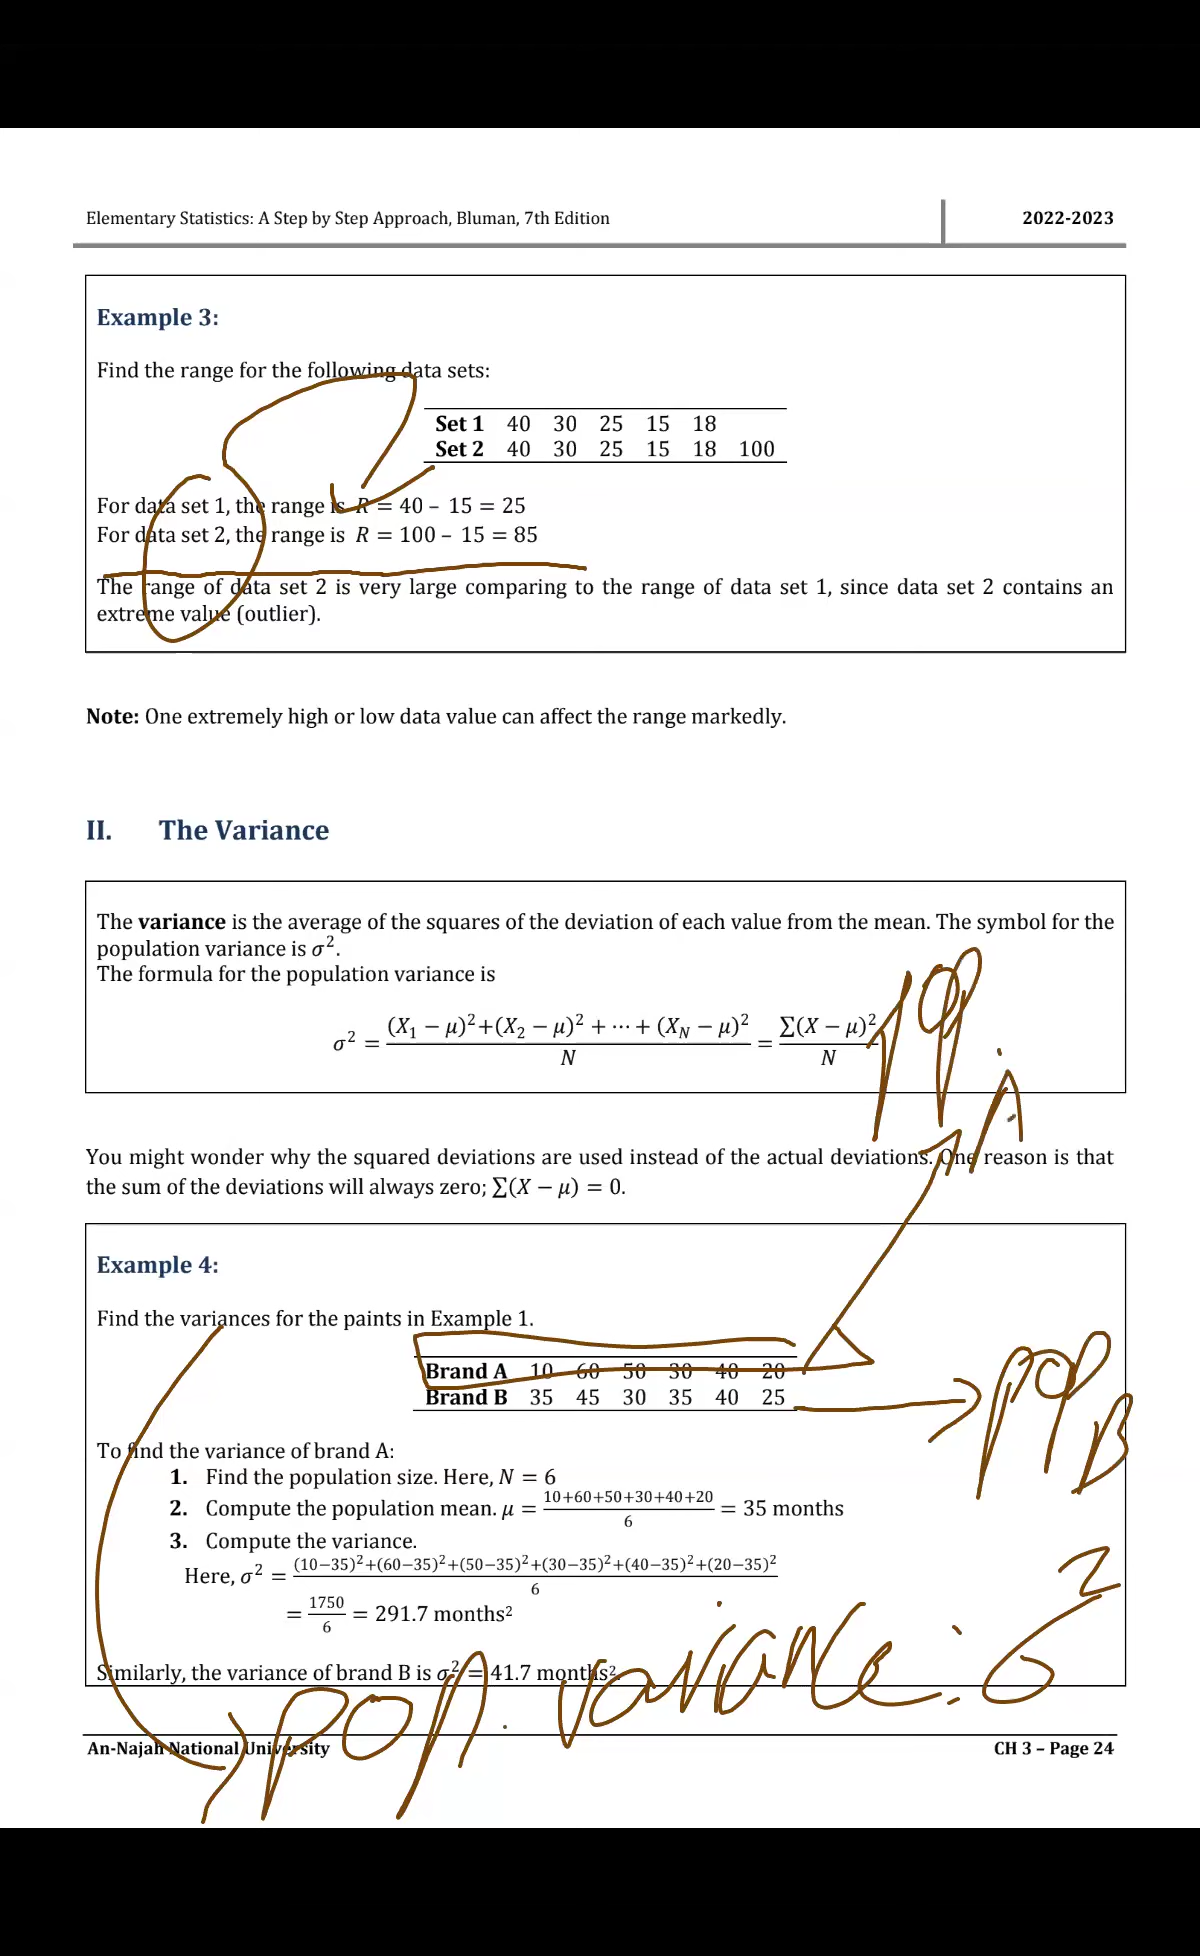 Elementary Statistics: A Step by Step Approach, Bluman, 7th Edition 2022-2023
Example 3:
Find the range for the following data sets:
Set 1 40 30 25 15 18
Set 2 40 30 25 15 18 100
For data set 1, the range is R = 40 – 15 = 25
For data set 2, the range is R = 100 – 15 = 85
The range of data set 2 is very large comparing to the range of data set 1, since data set 2 contains an
extreme value (outlier).
Note: One extremely high or low data value can affect the range markedly.
II. The Variance
The variance is the average of the squares of the deviation of each value from the mean. The symbol for the
population variance is σ².
The formula for the population variance is
σ² = (X₁ − μ)²+(X₂ − μ)² + ⋯ + (X_N − μ)² / N = ∑(X − μ)² / N
pop
A
You might wonder why the squared deviations are used instead of the actual deviations. One reason is that
the sum of the deviations will always zero; ∑(X − μ) = 0.
Example 4:
Find the variances for the paints in Example 1.
Brand A 10 60 50 30 40 20
Brand B 35 45 30 35 40 25
pop B
To find the variance of brand A:
1. Find the population size. Here, N = 6
2. Compute the population mean. μ = 10+60+50+30+40+20 / 6 = 35 months
3. Compute the variance.
Here, σ² = (10−35)²+(60−35)²+(50−35)²+(30−35)²+(40−35)²+(20−35)² / 6
= 1750 / 6 = 291.7 months²
Similarly, the variance of brand B is σ² = 41.7 months².
pop. variance: σ²
An-Najah National University CH 3 – Page 24